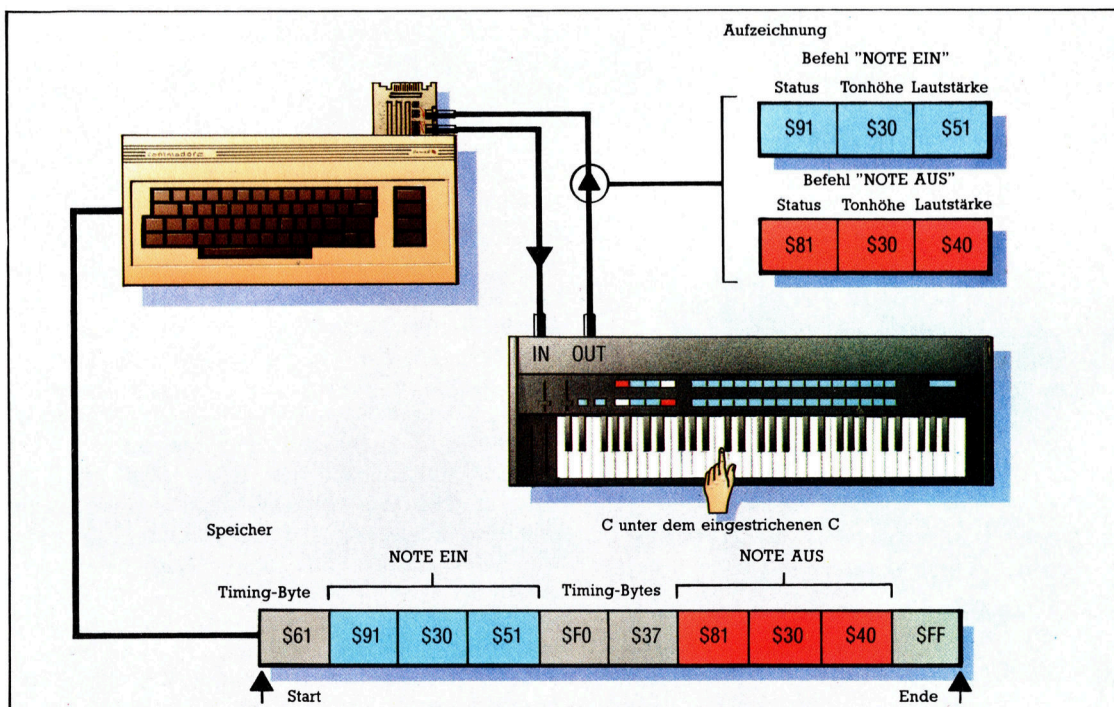 Aufzeichnung
Befehl "NOTE EIN"
Status Tonhöhe Lautstärke
$91 $30 $51
Befehl "NOTE AUS"
Status Tonhöhe Lautstärke
$81 $30 $40
commodore
IN OUT
C unter dem eingestrichenen C
Speicher
NOTE EIN NOTE AUS
Timing-Byte Timing-Bytes
$61 $91 $30 $51 $F0 $37 $81 $30 $40 $FF
Start Ende